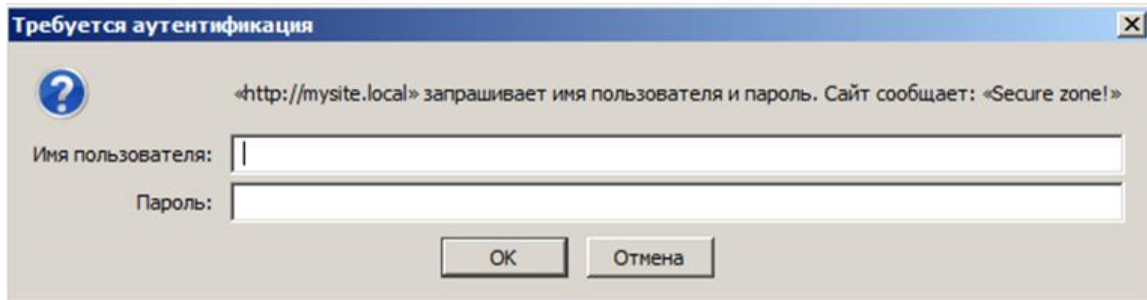 Требуется аутентификация
«http://mysite.local» запрашивает имя пользователя и пароль. Сайт сообщает: «Secure zone!»
Имя пользователя:
Пароль:
OK Отмена